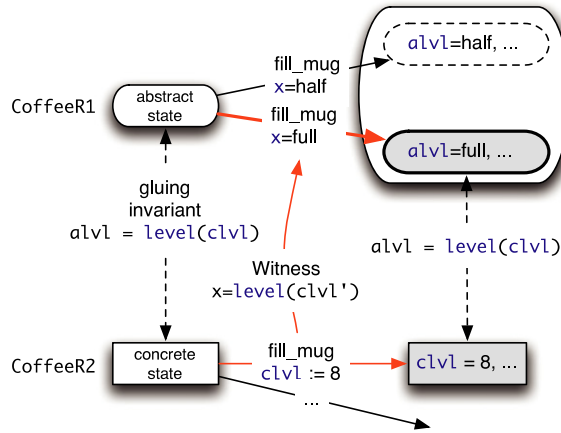 alvl=half, ...
fill_mug
x=half
CoffeeR1
abstract
state
fill_mug
x=full
alvl=full, ...
gluing
invariant
alvl = level(clvl)
alvl = level(clvl)
Witness
x=level(clvl')
CoffeeR2
concrete
state
fill_mug
clvl := 8
clvl = 8, ...
...